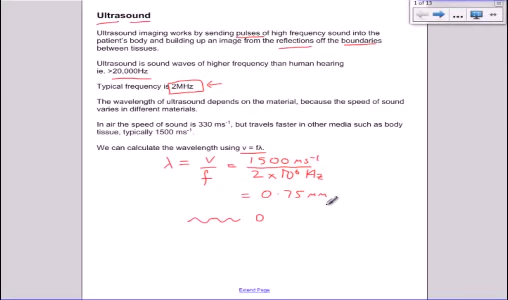 1 of 13
Ultrasound
Ultrasound imaging works by sending pulses of high frequency sound into the
patient's body and building up an image from the reflections off the boundaries
between tissues.
Ultrasound is sound waves of higher frequency than human hearing
ie. >20,000Hz
Typical frequency is 2MHz ←
The wavelength of ultrasound depends on the material, because the speed of sound
varies in different materials.
In air the speed of sound is 330 ms⁻¹, but travels faster in other media such as body
tissue, typically 1500 ms⁻¹.
We can calculate the wavelength using v = fλ.
λ = v/f = 1500 ms⁻¹ / 2 × 10⁶ Hz
= 0.75 mm
0
Extend Page